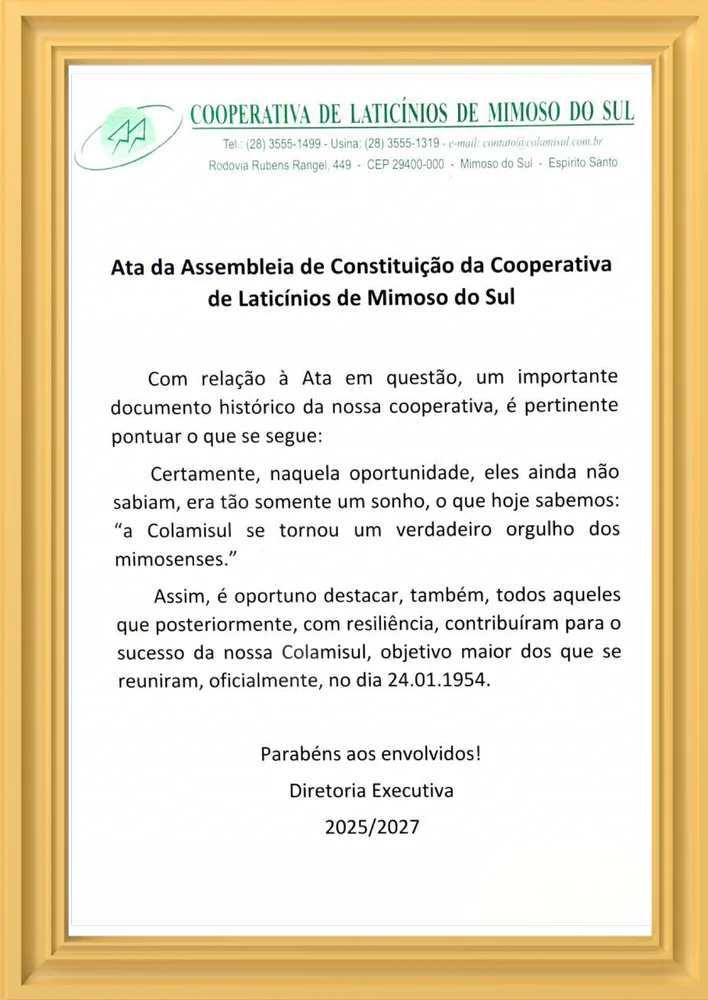 COOPERATIVA DE LATICÍNIOS DE MIMOSO DO SUL
Tel.: (28) 3555-1499 - Usina: (28) 3555-1319 - e-mail: contato@colamisul.com.br
Rodovia Rubens Rangel, 449 - CEP 29400-000 - Mimoso do Sul - Espírito Santo
Ata da Assembleia de Constituição da Cooperativa
de Laticínios de Mimoso do Sul
Com relação à Ata em questão, um importante
documento histórico da nossa cooperativa, é pertinente
pontuar o que se segue:
Certamente, naquela oportunidade, eles ainda não
sabiam, era tão somente um sonho, o que hoje sabemos:
“a Colamisul se tornou um verdadeiro orgulho dos
mimosenses.”
Assim, é oportuno destacar, também, todos aqueles
que posteriormente, com resiliência, contribuíram para o
sucesso da nossa Colamisul, objetivo maior dos que se
reuniram, oficialmente, no dia 24.01.1954.
Parabéns aos envolvidos!
Diretoria Executiva
2025/2027